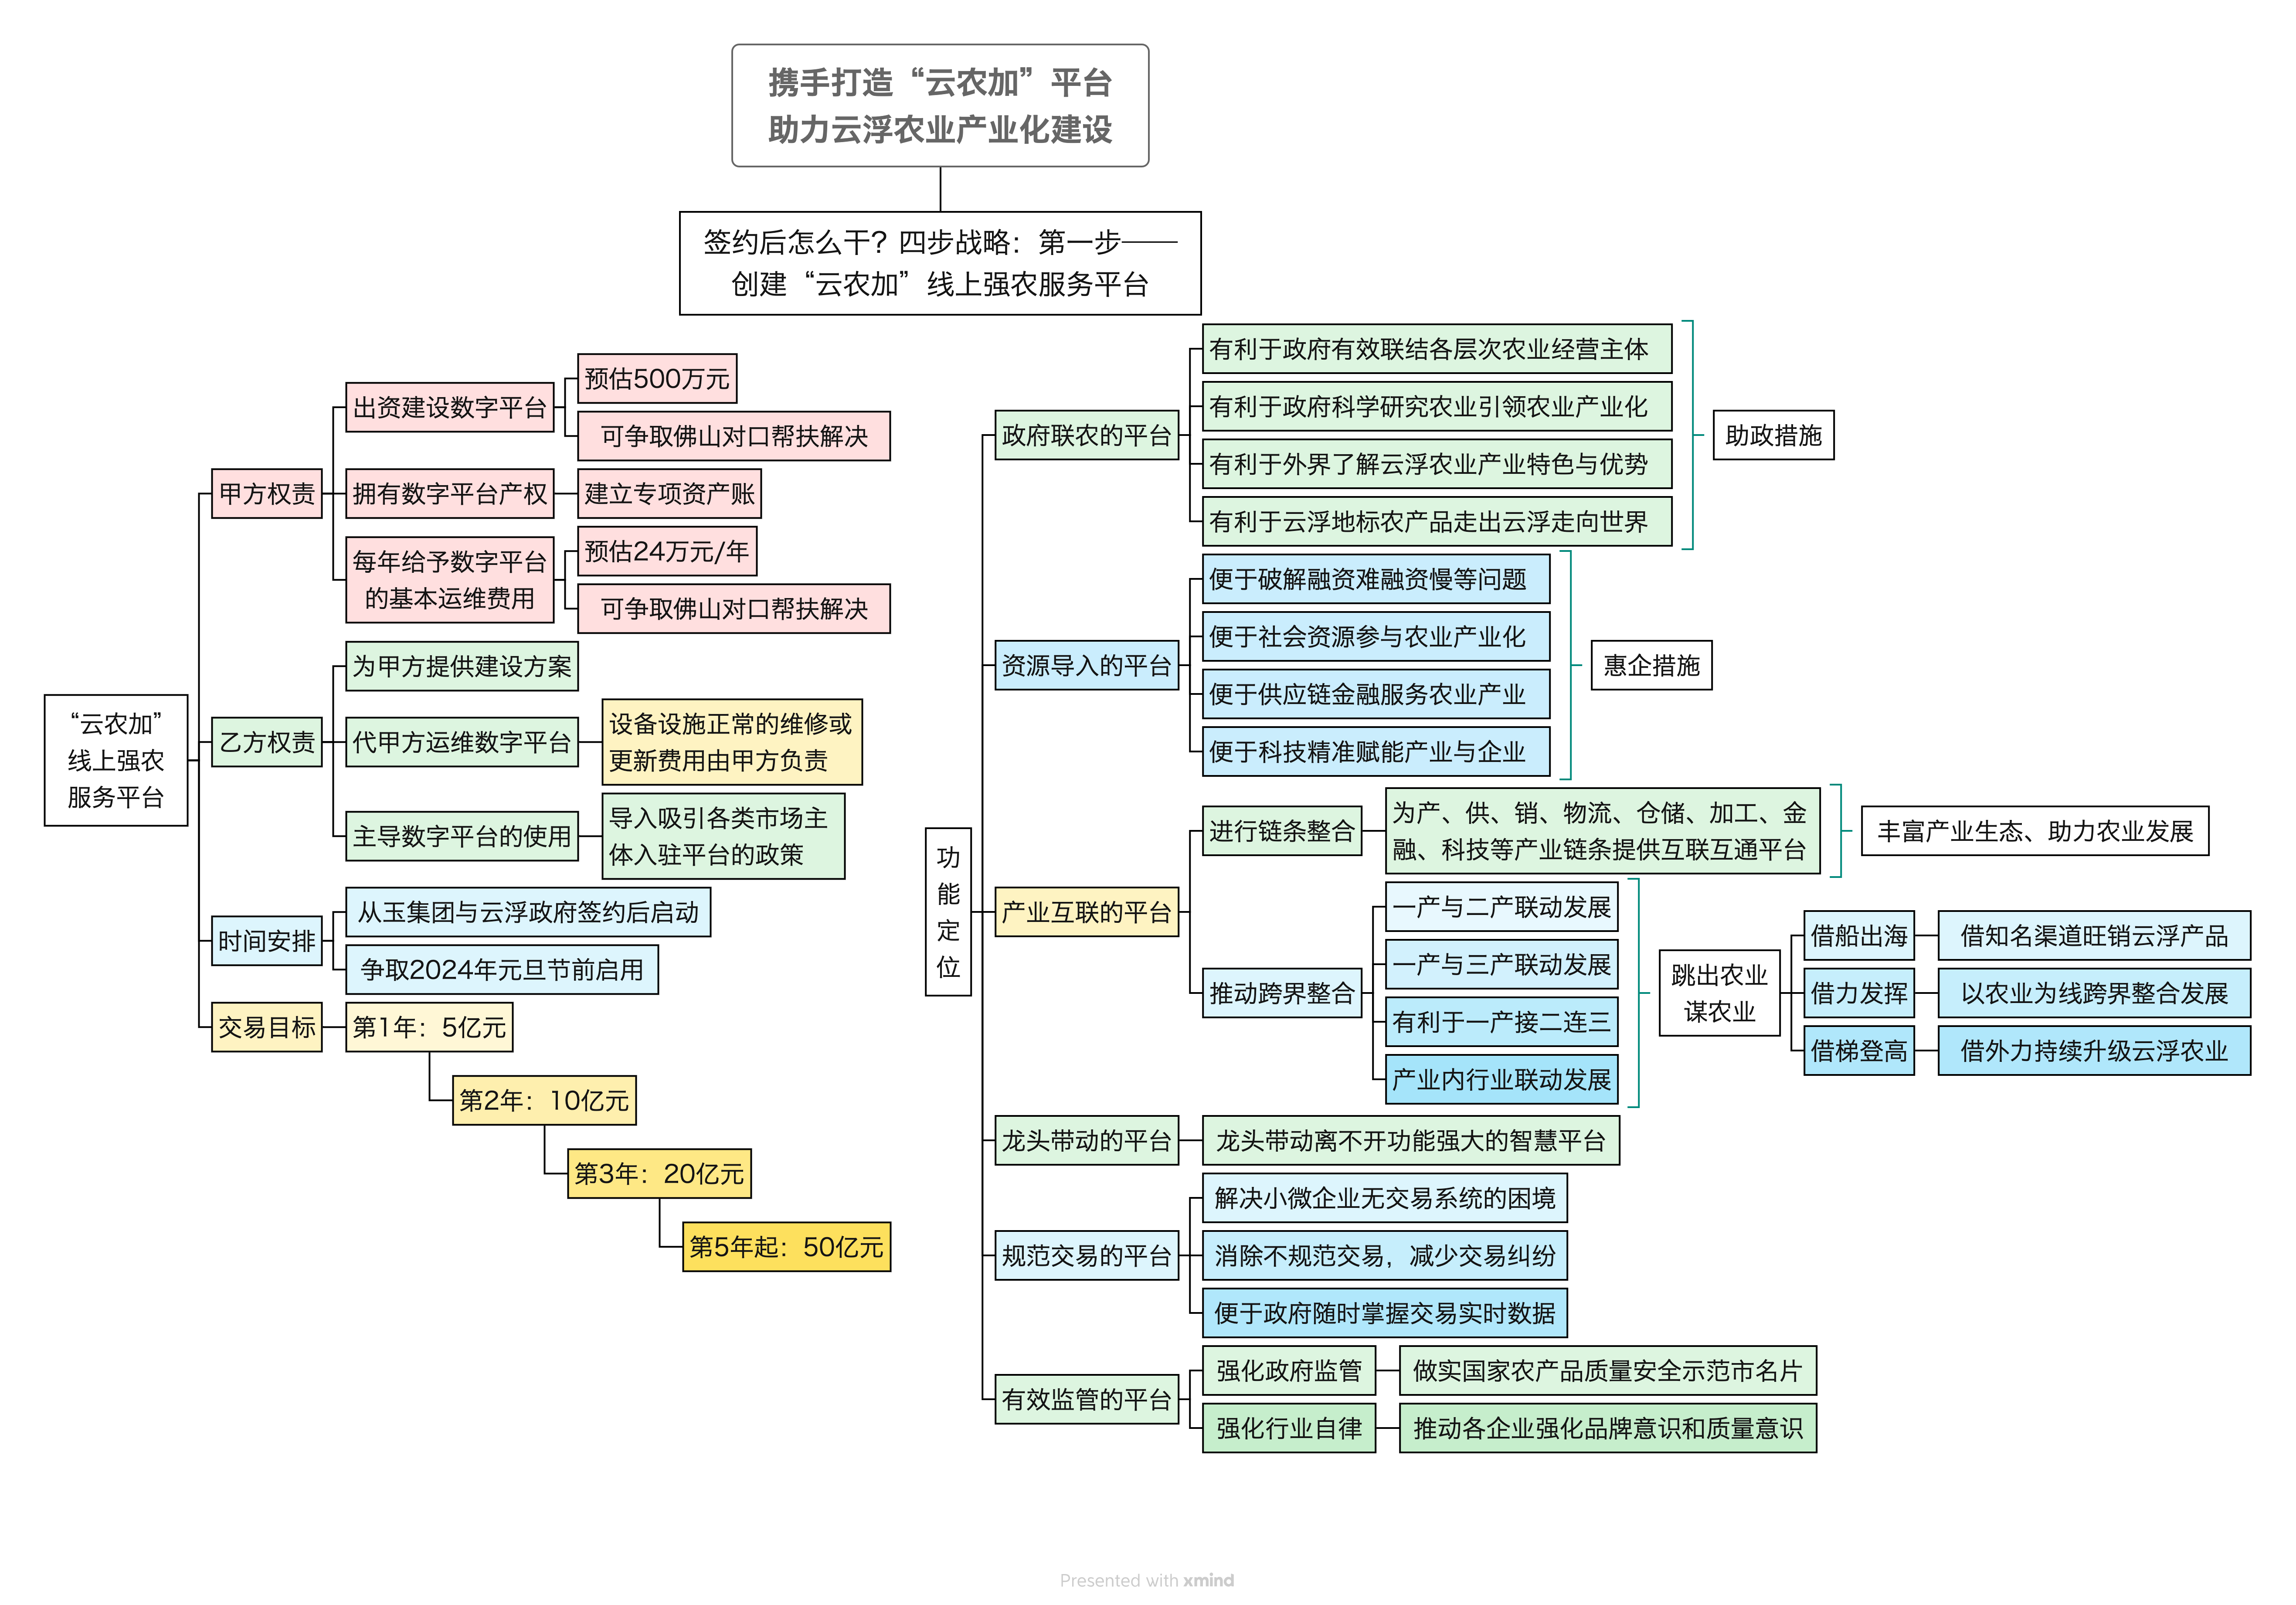 携手打造“云农加”平台
助力云浮农业产业化建设
签约后怎么干？四步战略：第一步——
创建“云农加”线上强农服务平台
“云农加”
线上强农
服务平台
甲方权责
出资建设数字平台
预估500万元
可争取佛山对口帮扶解决
拥有数字平台产权
建立专项资产账
每年给予数字平台
的基本运维费用
预估24万元/年
可争取佛山对口帮扶解决
乙方权责
为甲方提供建设方案
代甲方运维数字平台
设备设施正常的维修或
更新费用由甲方负责
主导数字平台的使用
导入吸引各类市场主
体入驻平台的政策
时间安排
从玉集团与云浮政府签约后启动
争取2024年元旦节前启用
交易目标
第1年：5亿元
第2年：10亿元
第3年：20亿元
第5年起：50亿元
功
能
定
位
政府联农的平台
有利于政府有效联结各层次农业经营主体
有利于政府科学研究农业引领农业产业化
有利于外界了解云浮农业产业特色与优势
有利于云浮地标农产品走出云浮走向世界
助政措施
资源导入的平台
便于破解融资难融资慢等问题
便于社会资源参与农业产业化
便于供应链金融服务农业产业
便于科技精准赋能产业与企业
惠企措施
产业互联的平台
进行链条整合
为产、供、销、物流、仓储、加工、金
融、科技等产业链条提供互联互通平台
丰富产业生态、助力农业发展
推动跨界整合
一产与二产联动发展
一产与三产联动发展
有利于一产接二连三
产业内行业联动发展
跳出农业
谋农业
借船出海
借知名渠道旺销云浮产品
借力发挥
以农业为线跨界整合发展
借梯登高
借外力持续升级云浮农业
龙头带动的平台
龙头带动离不开功能强大的智慧平台
规范交易的平台
解决小微企业无交易系统的困境
消除不规范交易，减少交易纠纷
便于政府随时掌握交易实时数据
有效监管的平台
强化政府监管
做实国家农产品质量安全示范市名片
强化行业自律
推动各企业强化品牌意识和质量意识
Presented with xmind